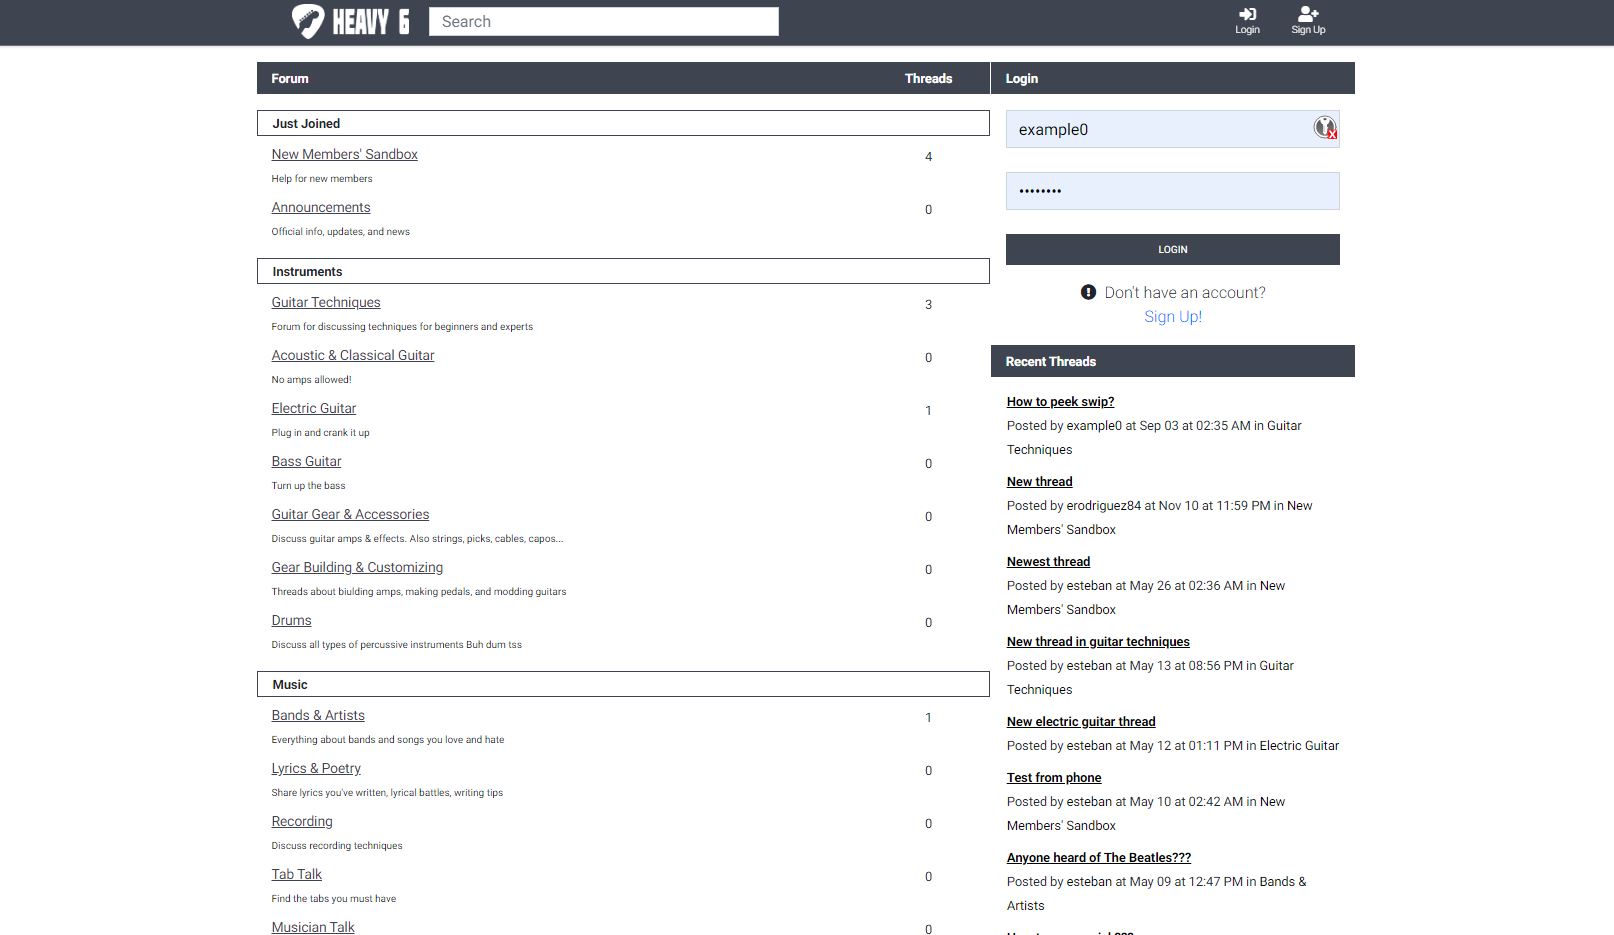 HEAVY 6
Search
Login
Sign Up
Forum
Threads
Just Joined
New Members' Sandbox
4
Help for new members
Announcements
0
Official info, updates, and news
Instruments
Guitar Techniques
3
Forum for discussing techniques for beginners and experts
Acoustic & Classical Guitar
0
No amps allowed!
Electric Guitar
1
Plug in and crank it up
Bass Guitar
0
Turn up the bass
Guitar Gear & Accessories
0
Discuss guitar amps & effects. Also strings, picks, cables, capos...
Gear Building & Customizing
0
Threads about biulding amps, making pedals, and modding guitars
Drums
0
Discuss all types of percussive instruments Buh dum tss
Music
Bands & Artists
1
Everything about bands and songs you love and hate
Lyrics & Poetry
0
Share lyrics you've written, lyrical battles, writing tips
Recording
0
Discuss recording techniques
Tab Talk
0
Find the tabs you must have
Musician Talk
0
Login
example0
••••••••
LOGIN
Don't have an account?
Sign Up!
Recent Threads
How to peek swip?
Posted by example0 at Sep 03 at 02:35 AM in Guitar
Techniques
New thread
Posted by erodriguez84 at Nov 10 at 11:59 PM in New
Members' Sandbox
Newest thread
Posted by esteban at May 26 at 02:36 AM in New
Members' Sandbox
New thread in guitar techniques
Posted by esteban at May 13 at 08:56 PM in Guitar
Techniques
New electric guitar thread
Posted by esteban at May 12 at 01:11 PM in Electric Guitar
Test from phone
Posted by esteban at May 10 at 02:42 AM in New
Members' Sandbox
Anyone heard of The Beatles???
Posted by esteban at May 09 at 12:47 PM in Bands &
Artists